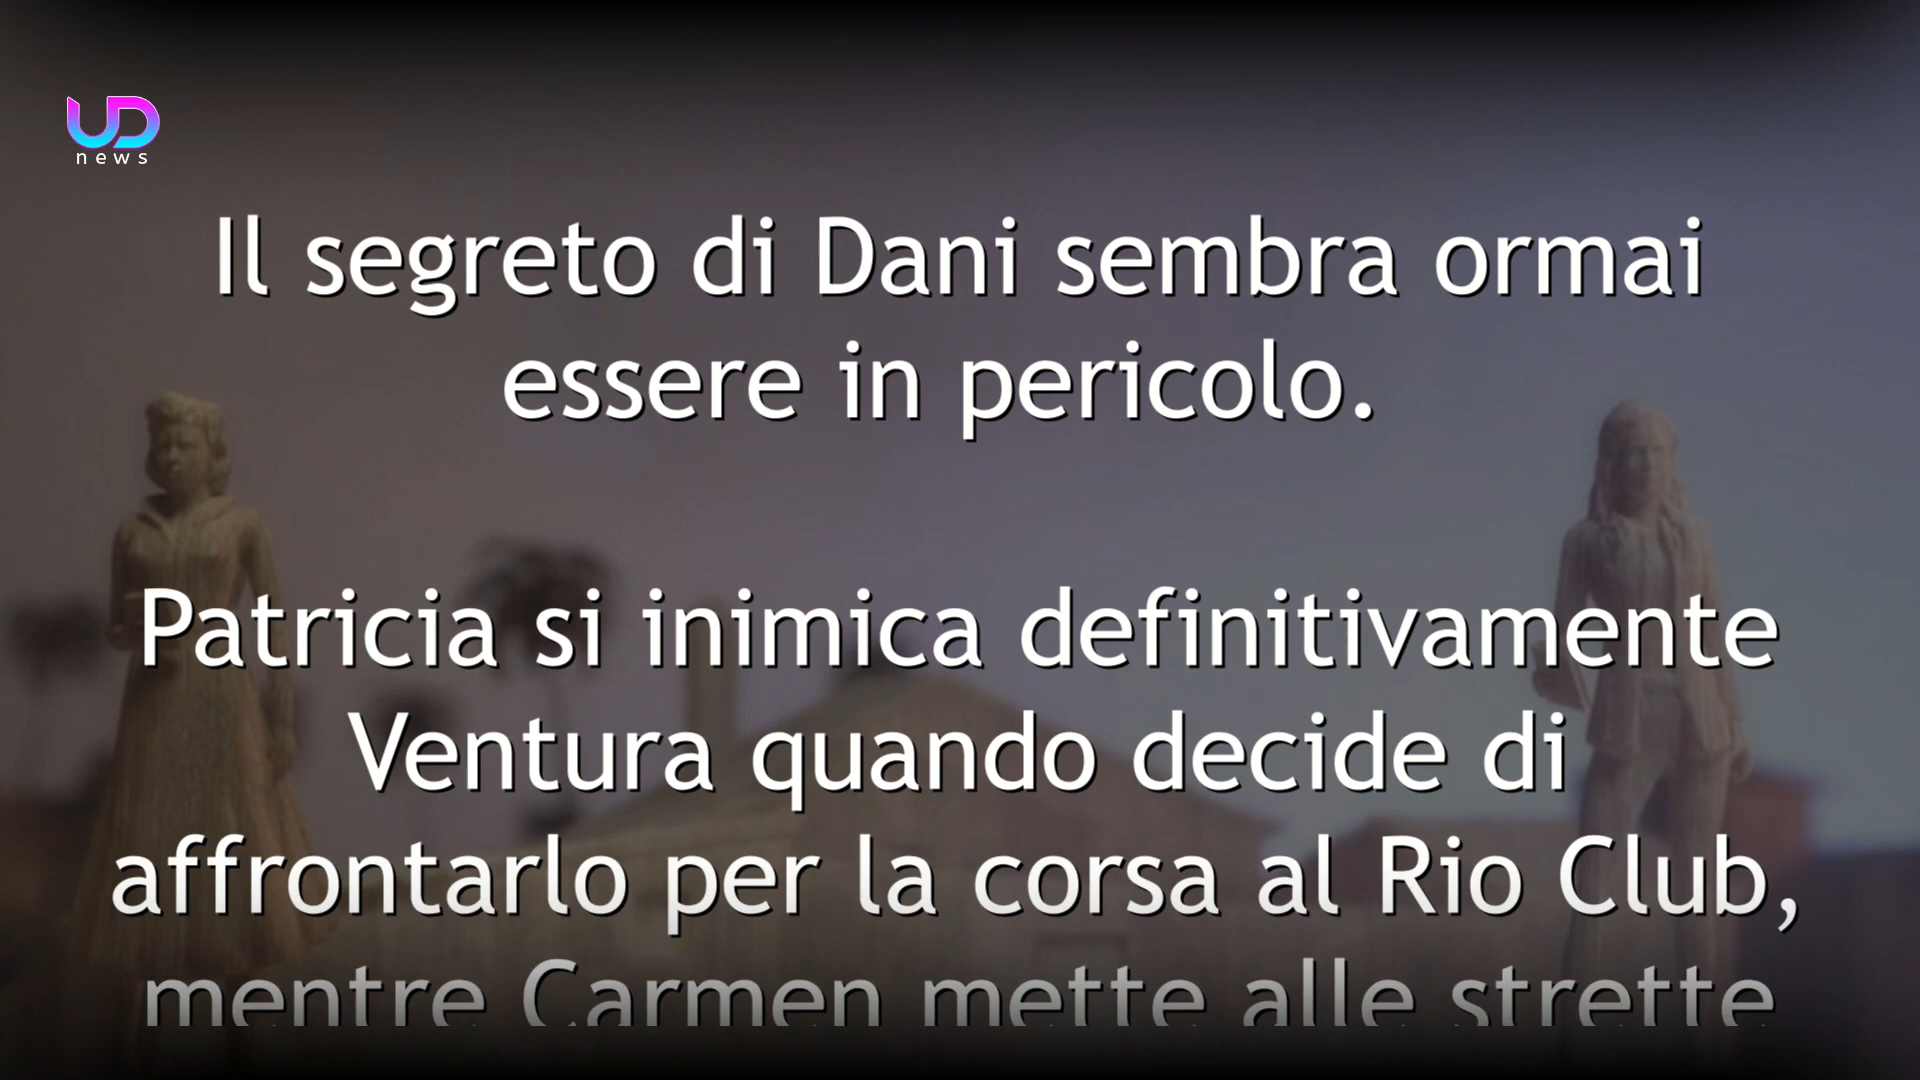 UD
news
Il segreto di Dani sembra ormai
essere in pericolo.
Patricia si inimica definitivamente
Ventura quando decide di
affrontarlo per la corsa al Rio Club,
mentre Carmen mette alle strette